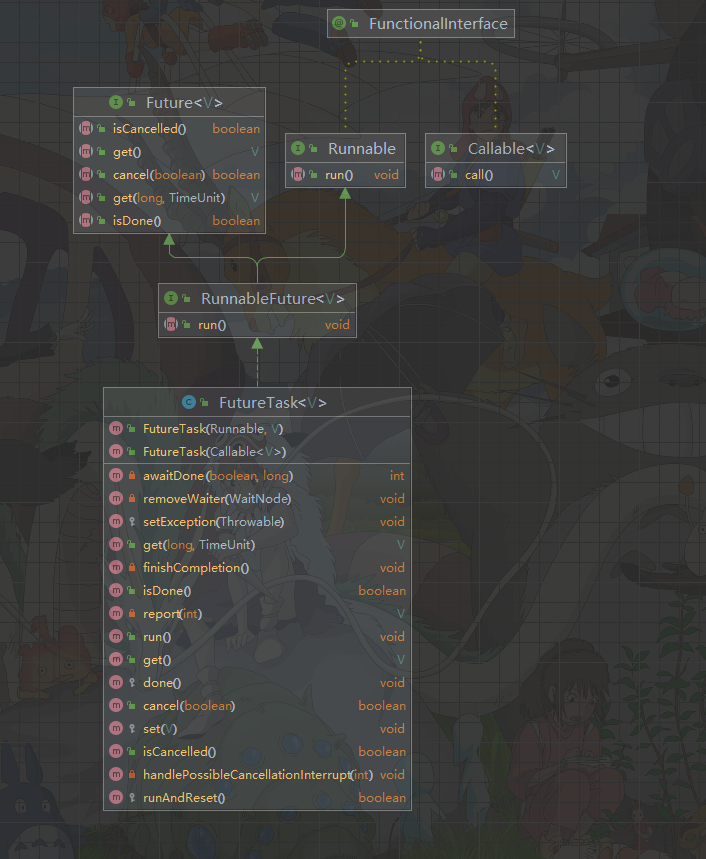 FunctionalInterface
Future<V>
isCancelled() boolean
get() V
cancel(boolean) boolean
get(long, TimeUnit) V
isDone() boolean
Runnable
run() void
Callable<V>
call() V
RunnableFuture<V>
run() void
FutureTask<V>
FutureTask(Runnable, V)
FutureTask(Callable<V>)
awaitDone(boolean, long) int
removeWaiter(WaitNode) void
setException(Throwable) void
get(long, TimeUnit) V
finishCompletion() void
isDone() boolean
report(int) V
run() void
get() V
done() void
cancel(boolean) boolean
set(V) void
isCancelled() boolean
handlePossibleCancellationInterrupt(int) void
runAndReset() boolean